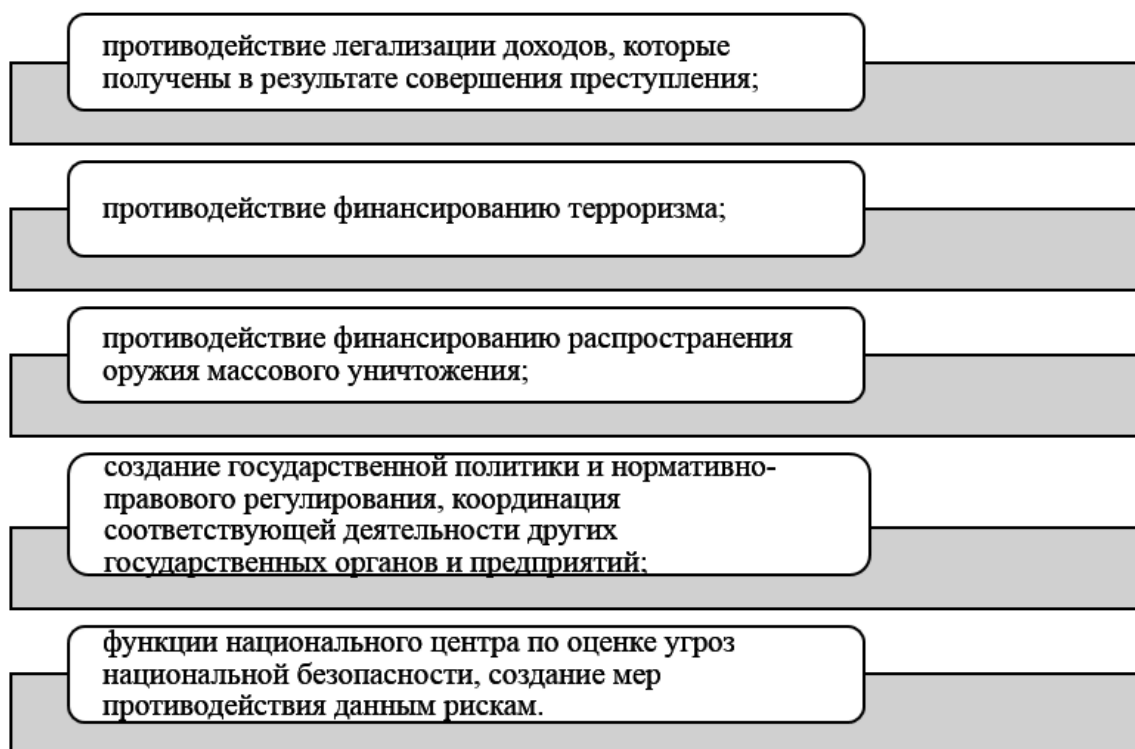 противодействие легализации доходов, которые
получены в результате совершения преступления;
противодействие финансированию терроризма;
противодействие финансированию распространения
оружия массового уничтожения;
создание государственной политики и нормативно-
правового регулирования, координация
соответствующей деятельности других
государственных органов и предприятий;
функции национального центра по оценке угроз
национальной безопасности, создание мер
противодействия данным рискам.